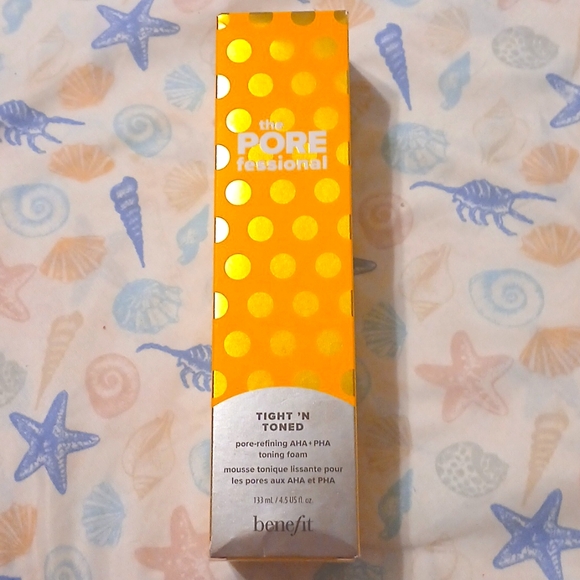 the
PORE
fessional
TIGHT 'N
TONED
pore-refining AHA+PHA
toning foam
mousse tonique lissante pour
les pores aux AHA et PHA
133 mL / 4.5 US fl. oz.
benefit